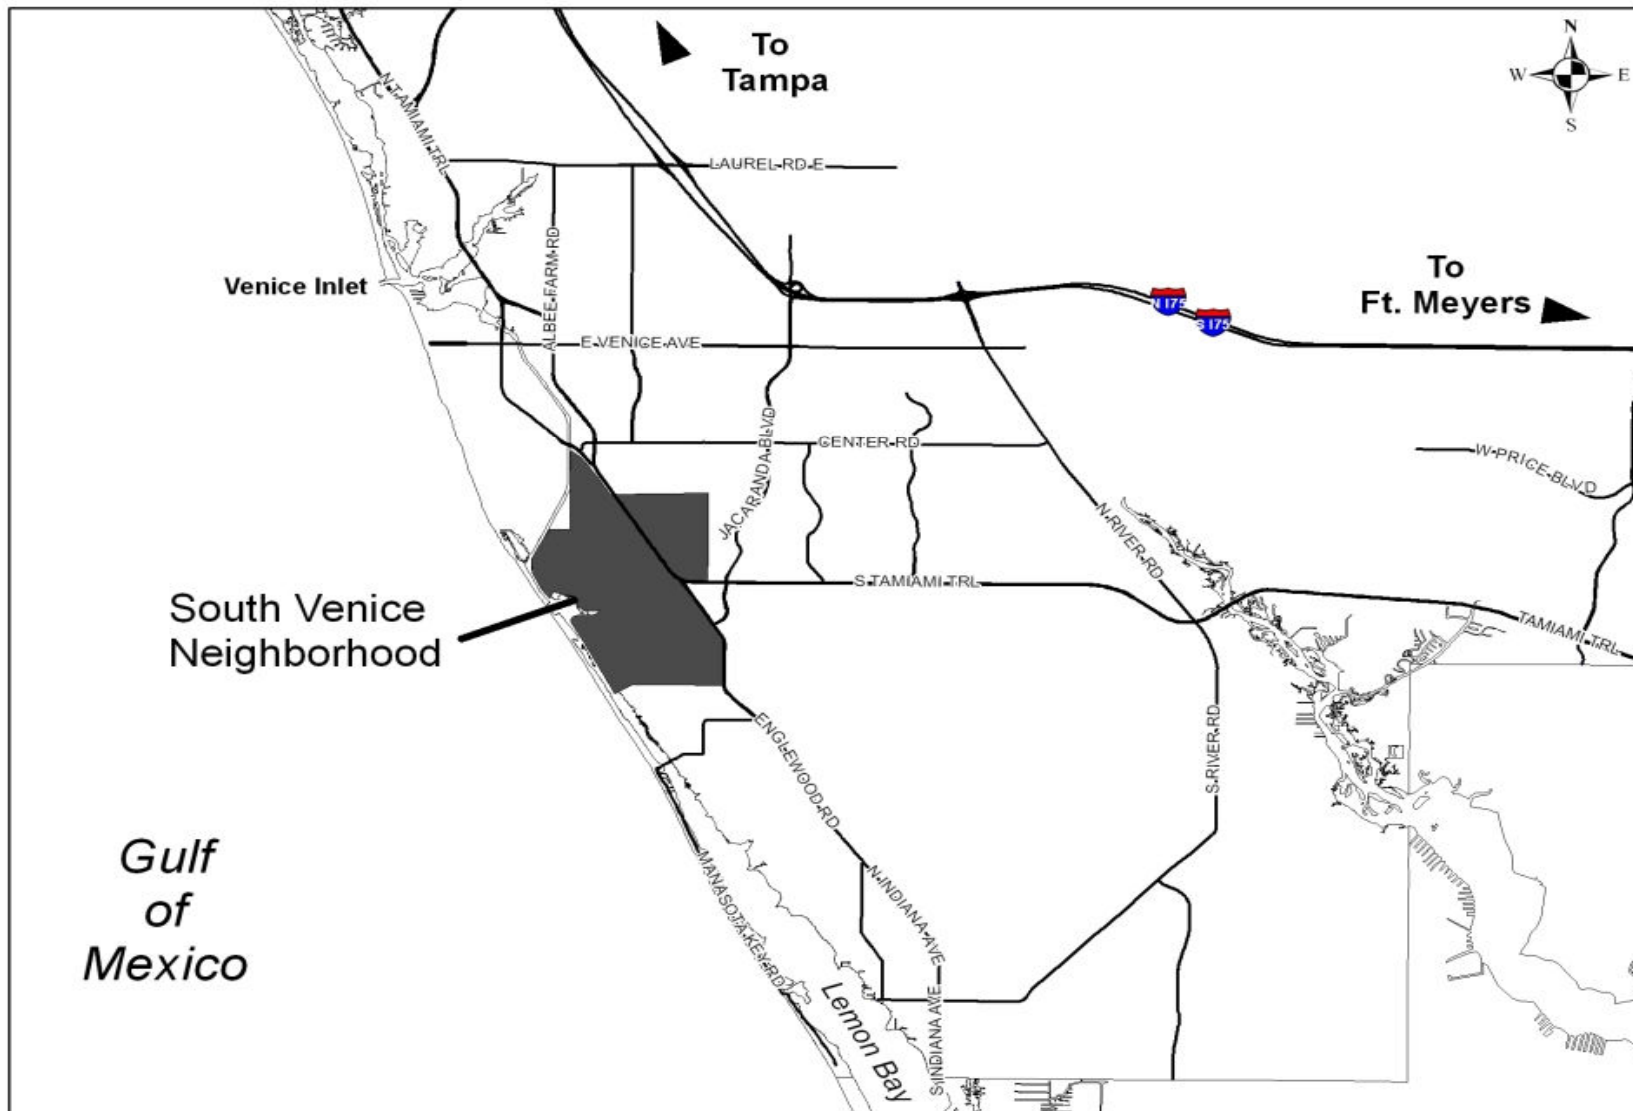 N
W E
S
To
Tampa
N TAMIAMI TRL
LAUREL RD E
ALBEE FARM RD
Venice Inlet
To
Ft. Meyers
N I75
S I75
E VENICE AVE
JACARANDA BLVD
CENTER RD
W PRICE BLVD
N RIVER RD
S TAMIAMI TRL
TAMIAMI TRL
South Venice
Neighborhood
ENGLEWOOD RD
S RIVER RD
Gulf
of
Mexico
MANASOTA KEY RD
N INDIANA AVE
Lemon Bay
S INDIANA AVE